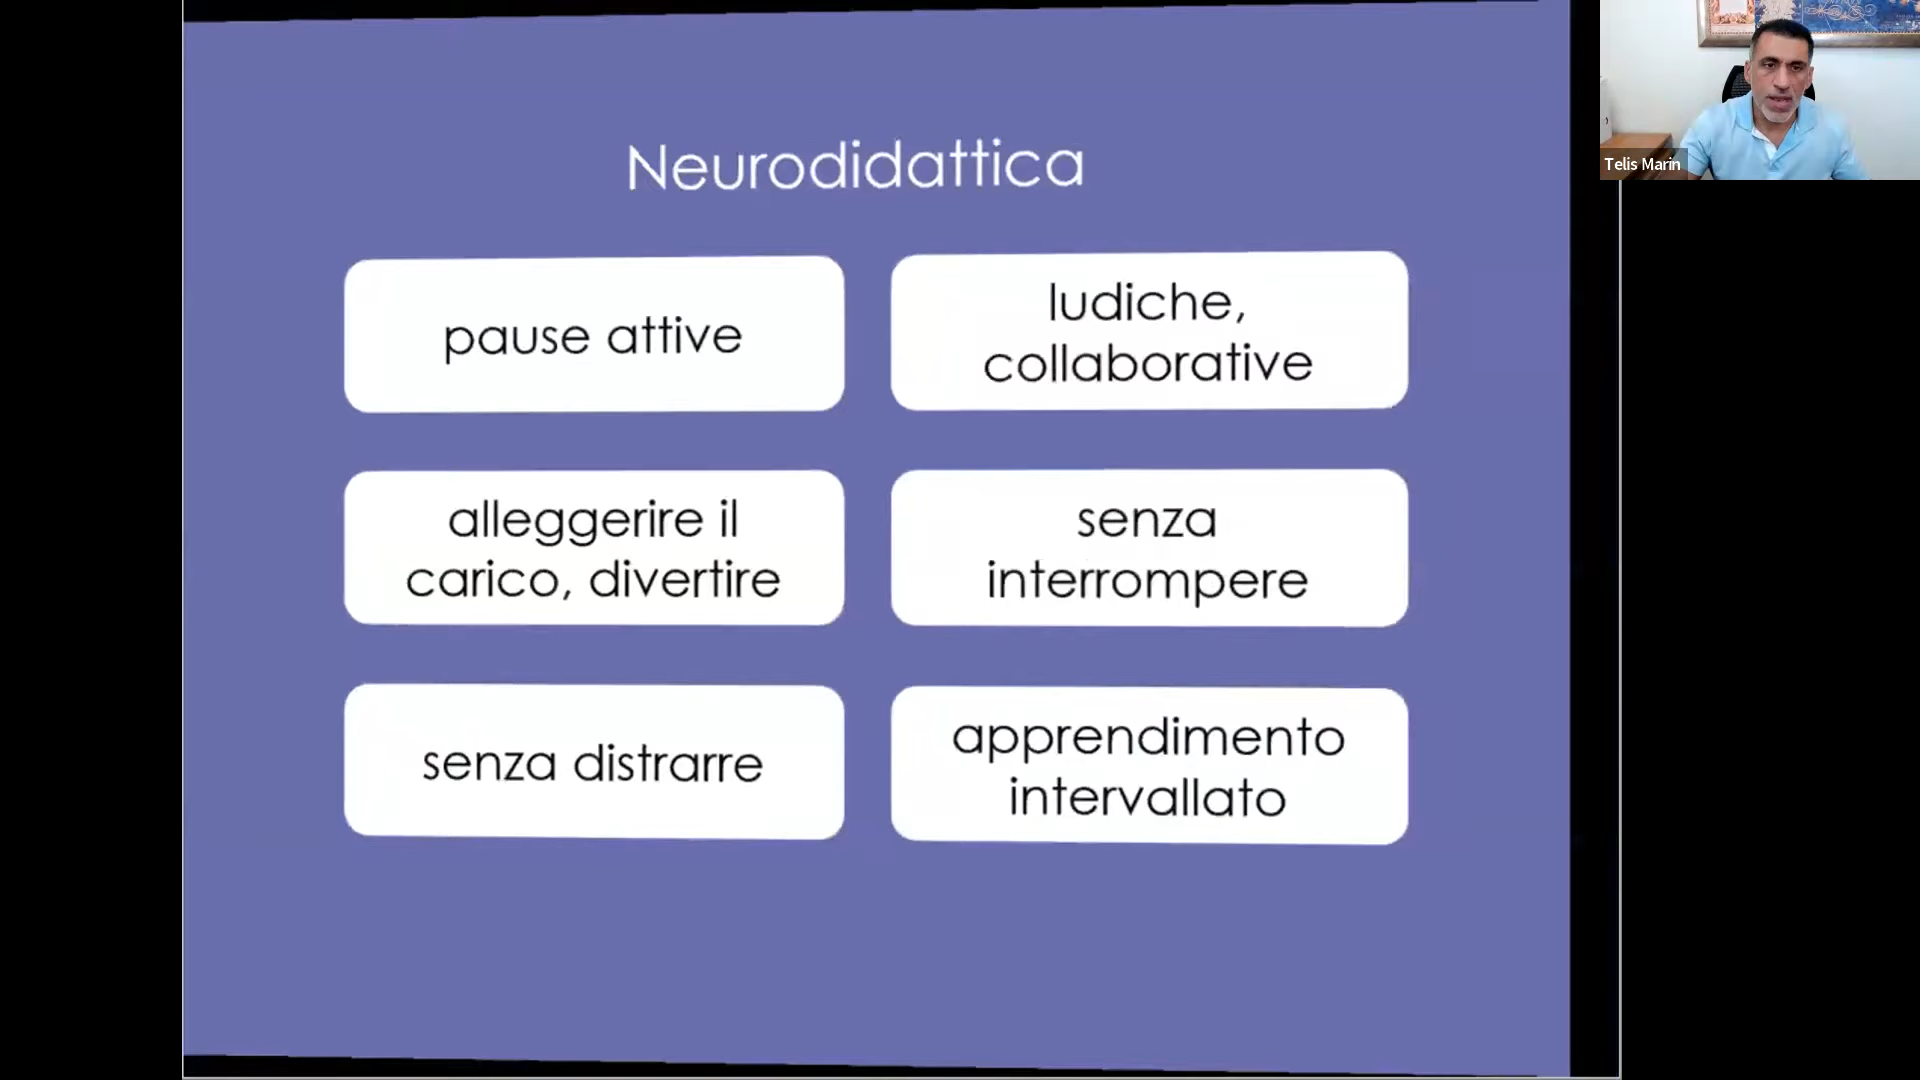 Neurodidattica
pause attive
ludiche,
collaborative
alleggerire il
carico, divertire
senza
interrompere
senza distrarre
apprendimento
intervallato
Telis Marin